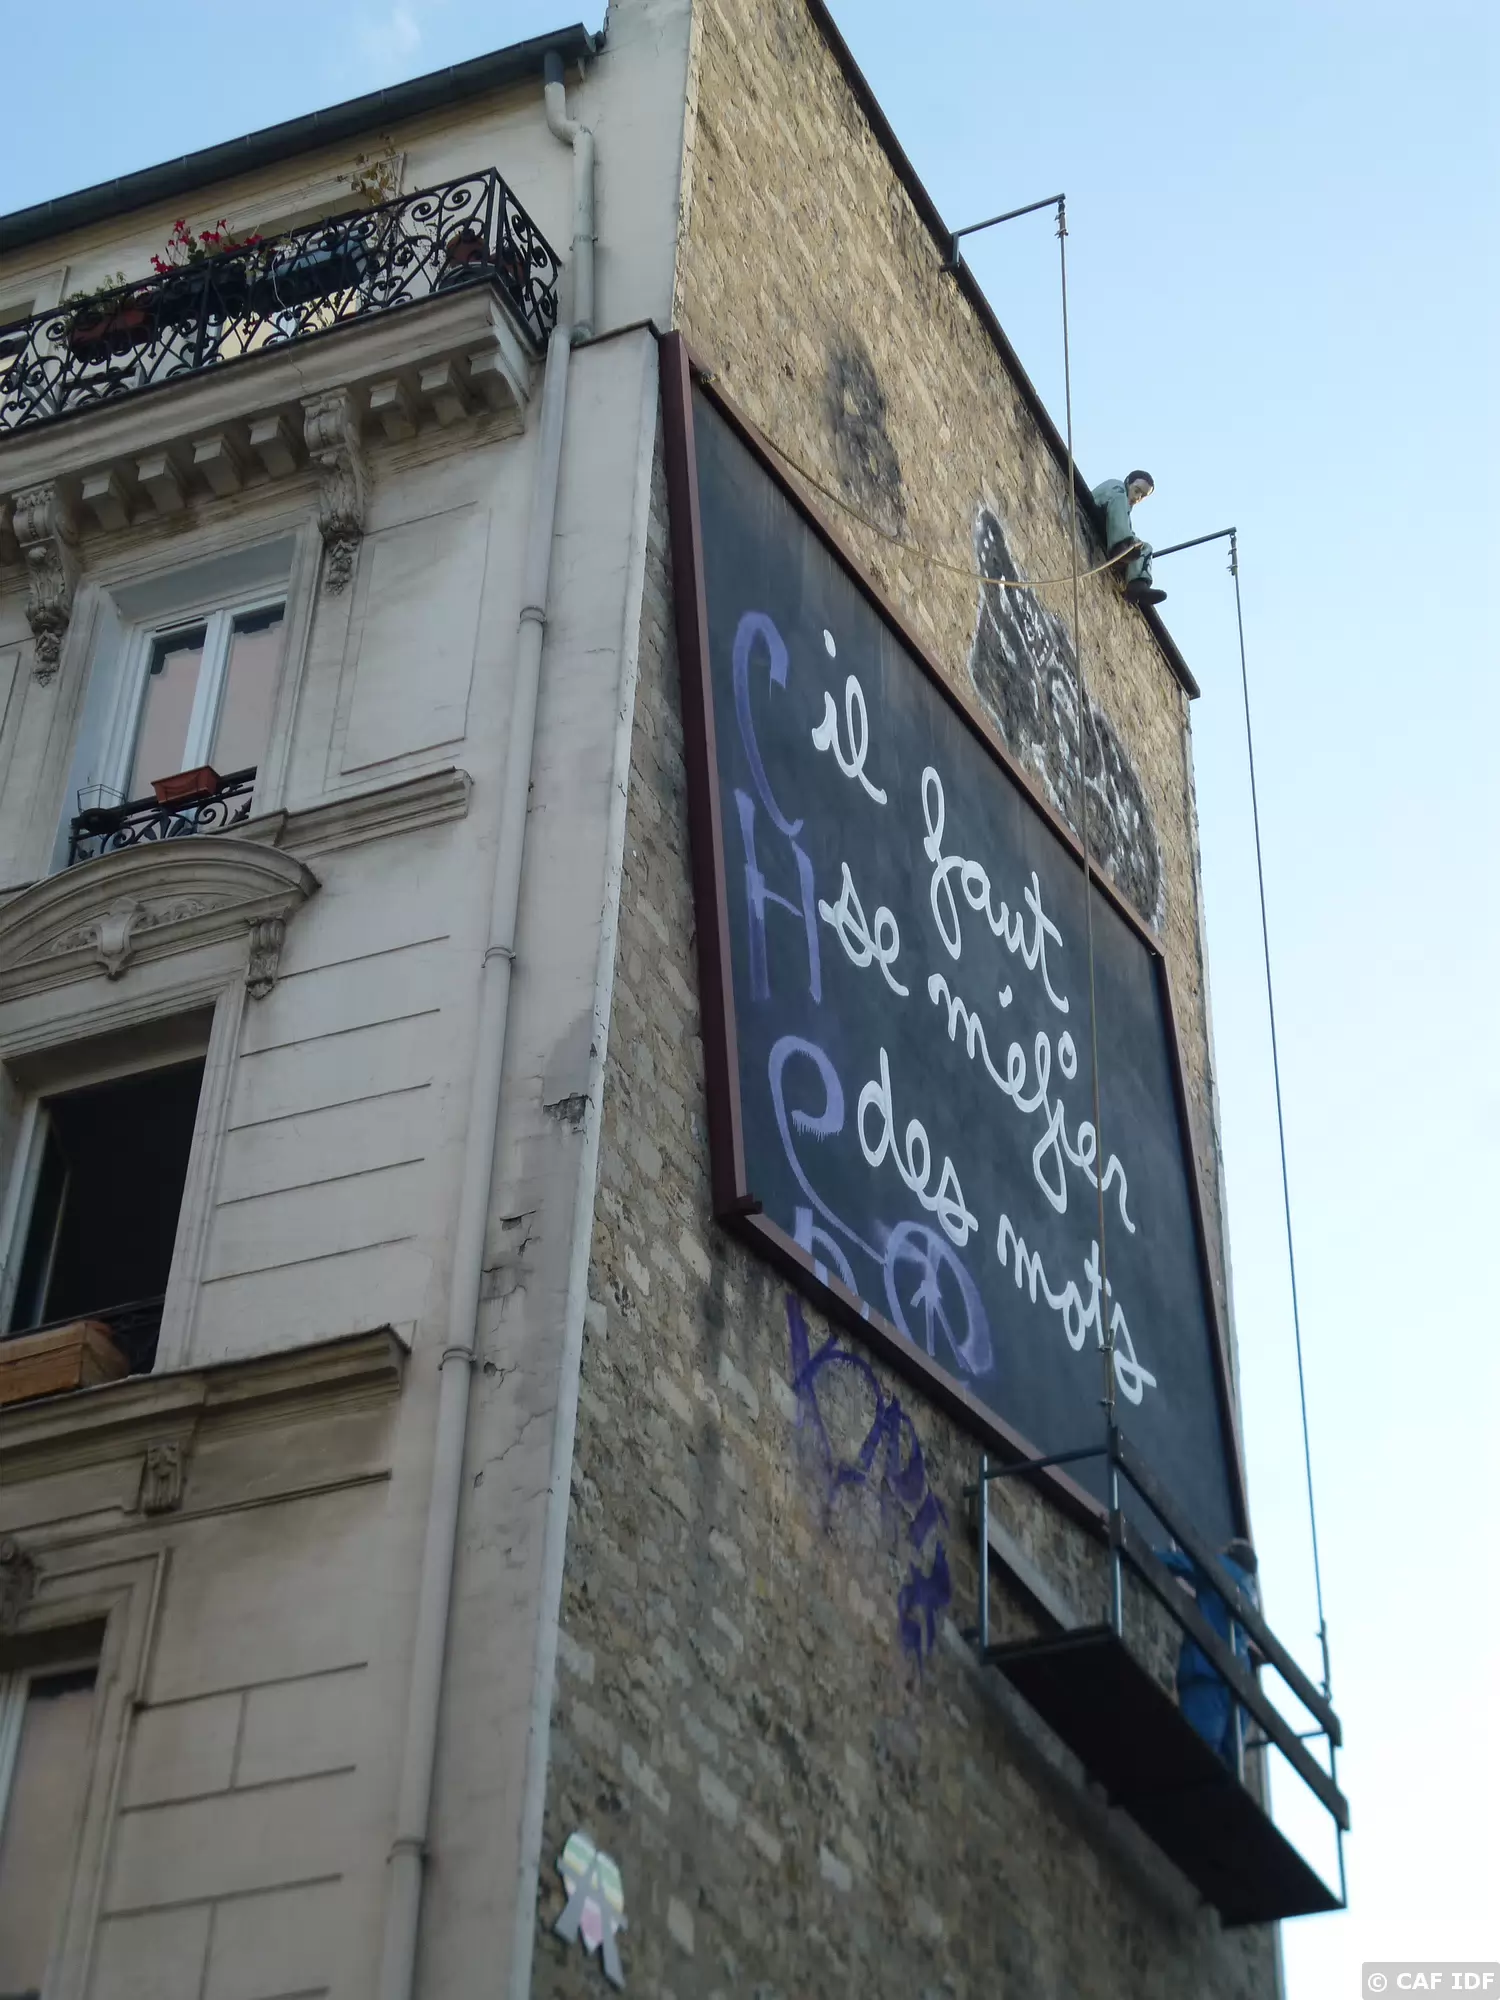 il faut
se méfier
des mots
© CAF IDF